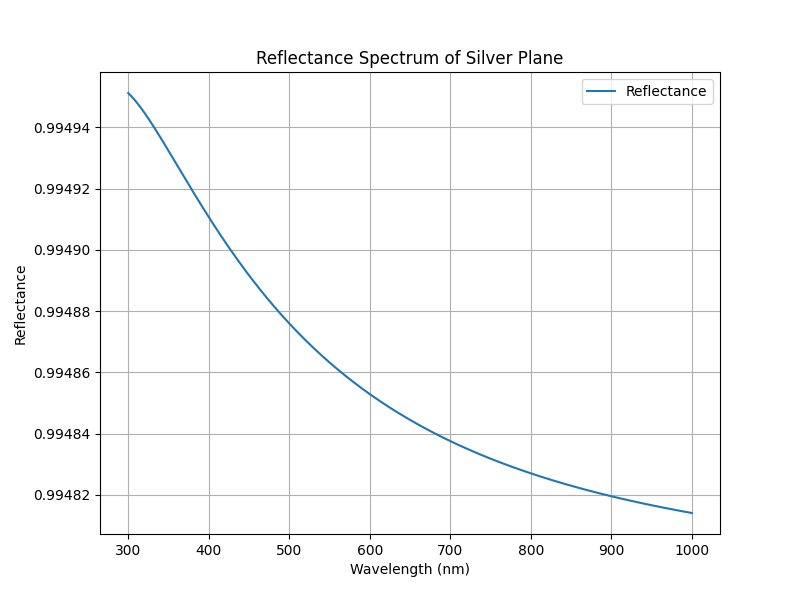 Reflectance Spectrum of Silver Plane
Reflectance
0.99494
0.99492
0.99490
0.99488
0.99486
0.99484
0.99482
Reflectance
300 400 500 600 700 800 900 1000
Wavelength (nm)